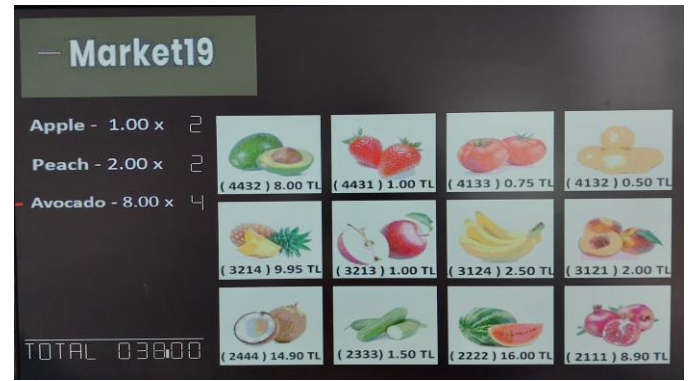 Market19
Apple - 1.00 x 2
Peach - 2.00 x 2
Avocado - 8.00 x 4
TOTAL 038.00
( 4432 ) 8.00 TL
( 4431 ) 1.00 TL
( 4133 ) 0.75 TL
( 4132 ) 0.50 TL
( 3214 ) 9.95 TL
( 3213 ) 1.00 TL
( 3124 ) 2.50 TL
( 3121 ) 2.00 TL
( 2444 ) 14.90 TL
( 2333) 1.50 TL
( 2222 ) 16.00 TL
( 2111 ) 8.90 TL